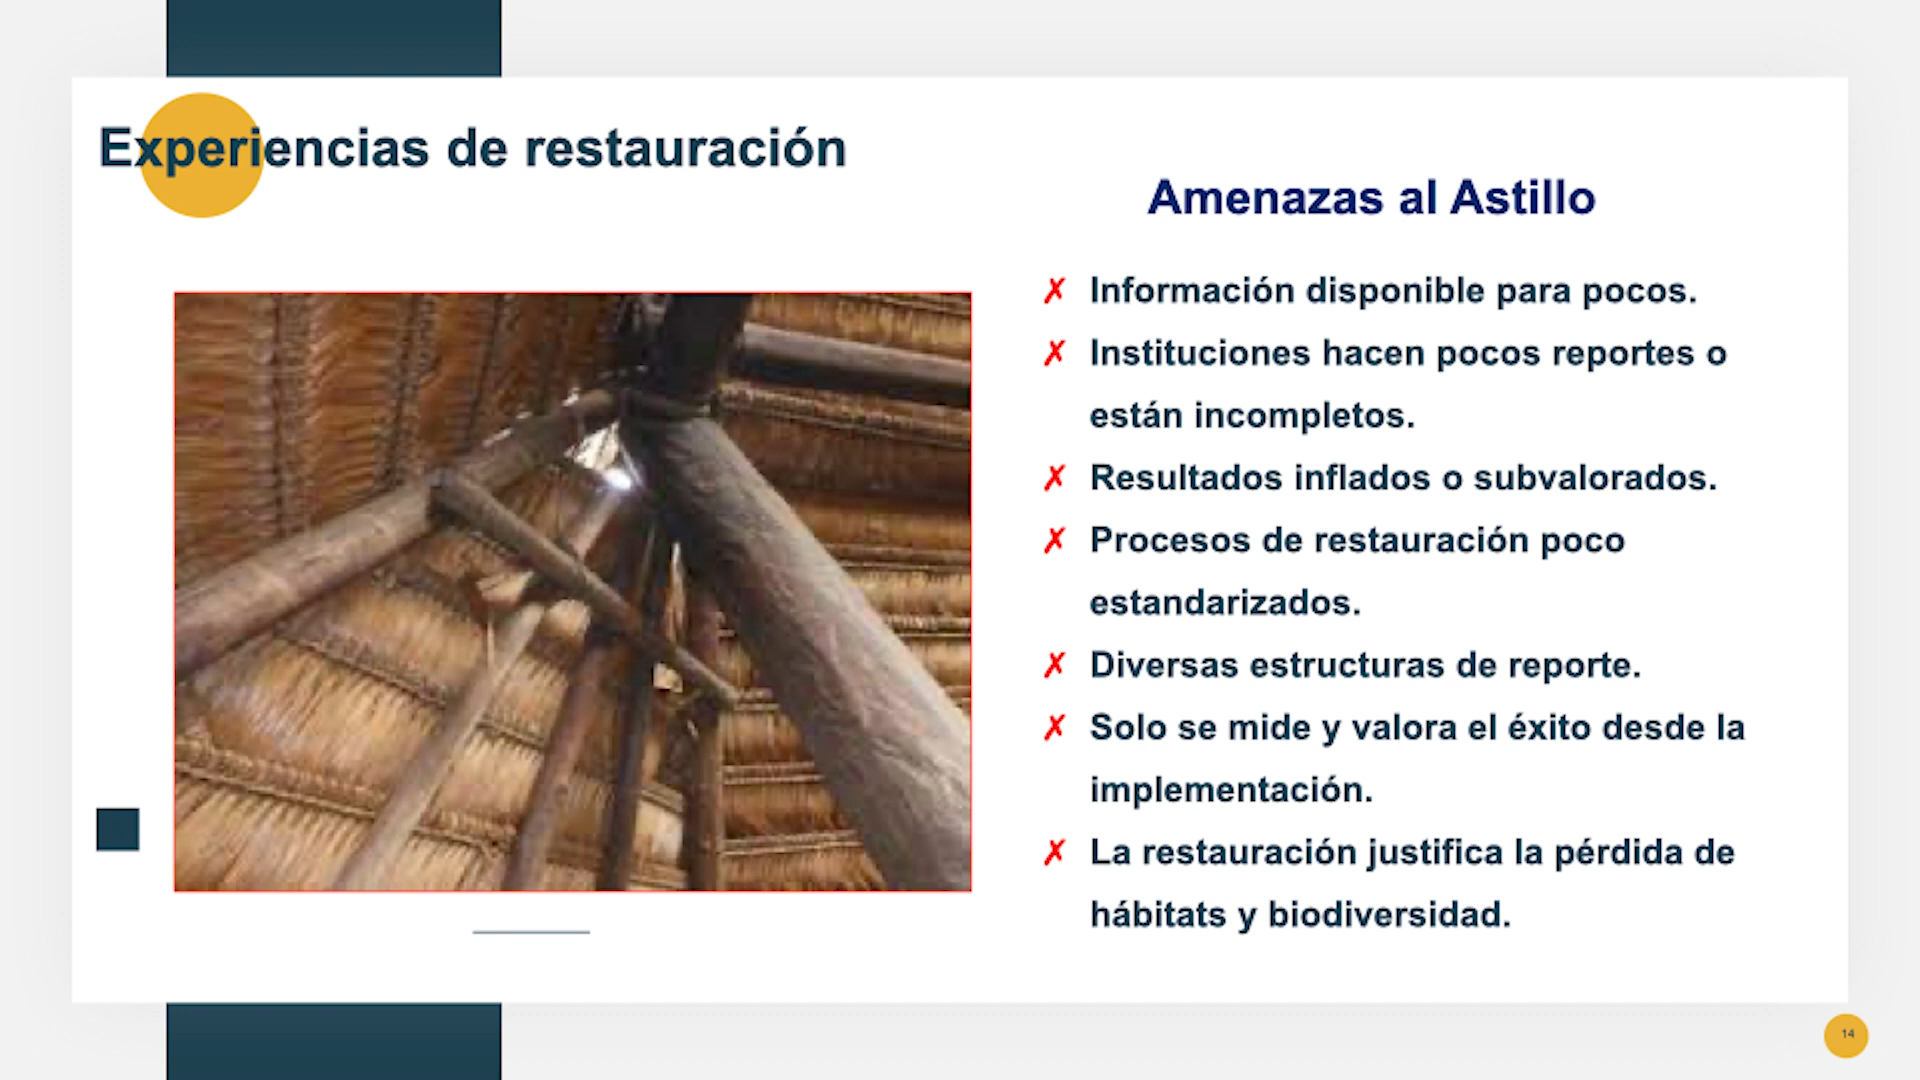 Experiencias de restauración
Amenazas al Astillo
✗ Información disponible para pocos.
✗ Instituciones hacen pocos reportes o
están incompletos.
✗ Resultados inflados o subvalorados.
✗ Procesos de restauración poco
estandarizados.
✗ Diversas estructuras de reporte.
✗ Solo se mide y valora el éxito desde la
implementación.
✗ La restauración justifica la pérdida de
hábitats y biodiversidad.
14